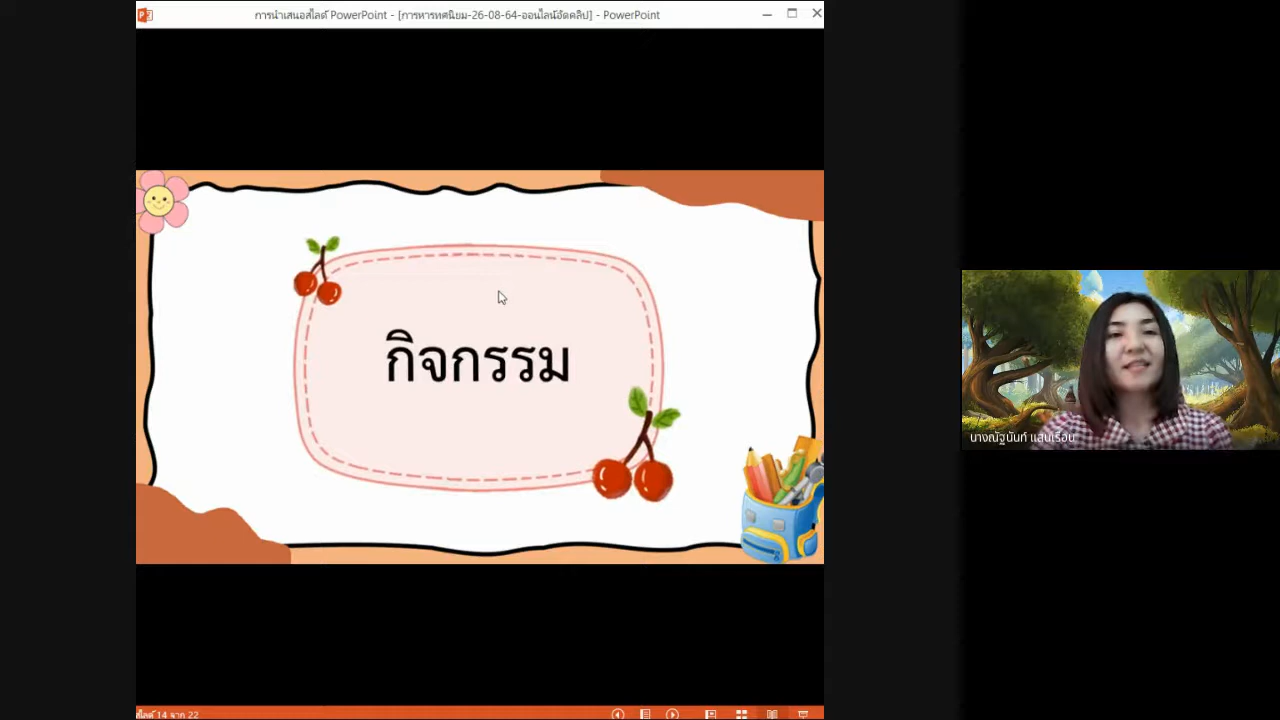 การนำเสนอสไลด์ PowerPoint - [การหารทศนิยม-26-08-64-ออนไลน์อัดคลิป] - PowerPoint
กิจกรรม
นางณัฐนันท์ แสนเรือน
สไลด์ 14 จาก 22